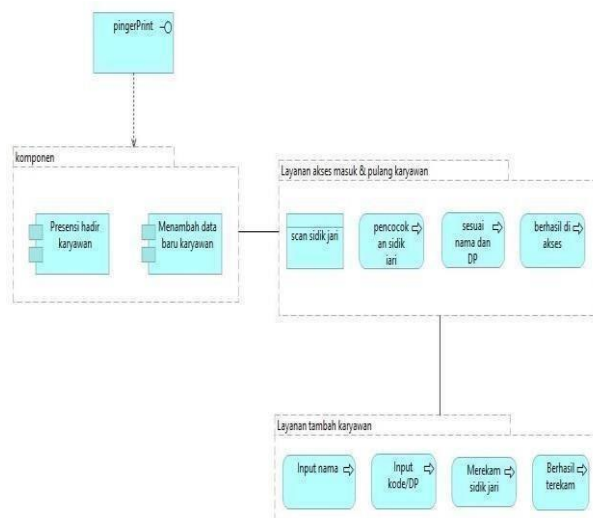 pingerPrint
komponen
Presensi hadir
karyawan
Menambah data
baru karyawan
Layanan akses masuk & pulang karyawan
scan sidik jari
pencocok
an sidik
jari
sesuai
nama dan
DP
berhasil di
akses
Layanan tambah karyawan
Input nama
Input
kode/DP
Merekam
sidik jari
Berhasil
terekam